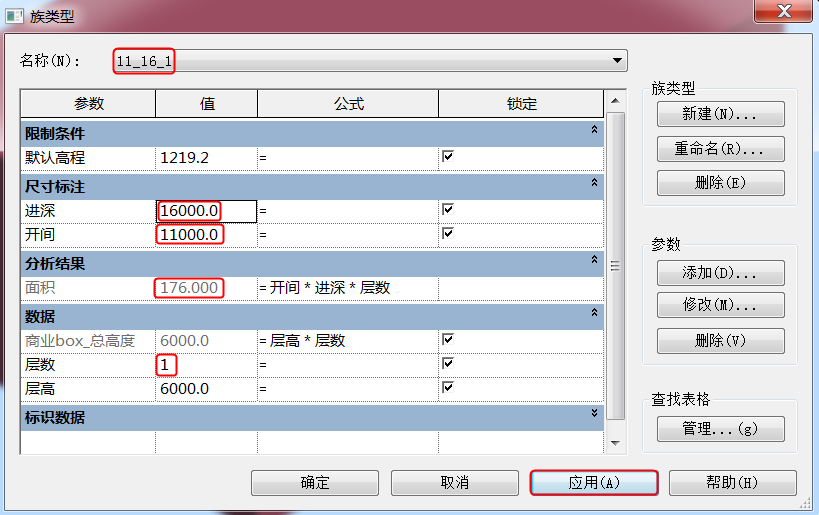 族类型
名称(N): 11_16_1
参数 值 公式 锁定
限制条件
默认高程 1219.2 =
尺寸标注
进深 16000.0 =
开间 11000.0 =
分析结果
面积 176.000 = 开间 * 进深 * 层数
数据
商业box_总高度 6000.0 = 层高 * 层数
层数 1 =
层高 6000.0 =
标识数据
族类型
新建(N)...
重命名(R)...
删除(E)
参数
添加(D)...
修改(M)...
删除(V)
查找表格
管理...(g)
确定 取消 应用(A) 帮助(H)